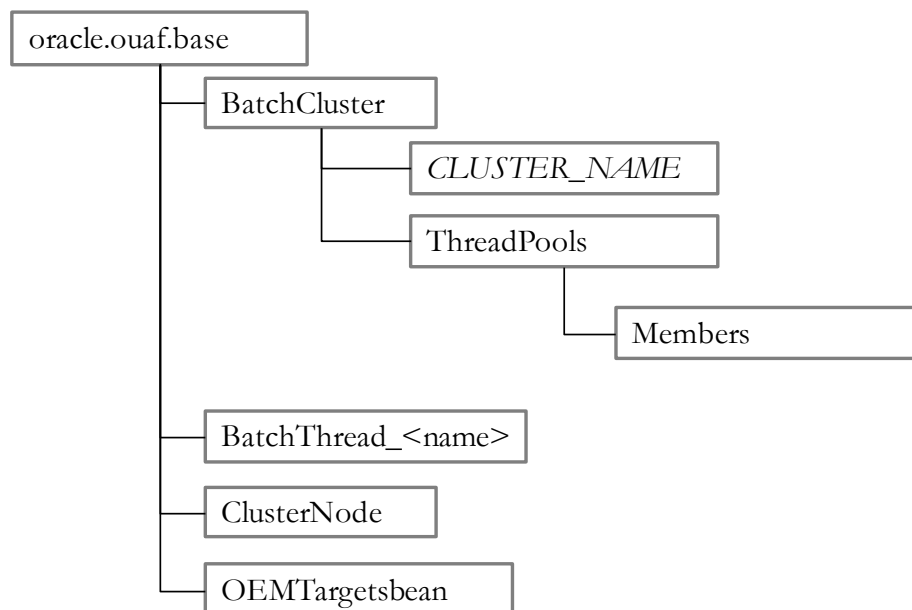 oracle.ouaf.base
BatchCluster
CLUSTER_NAME
ThreadPools
Members
BatchThread_<name>
ClusterNode
OEMTargetsbean